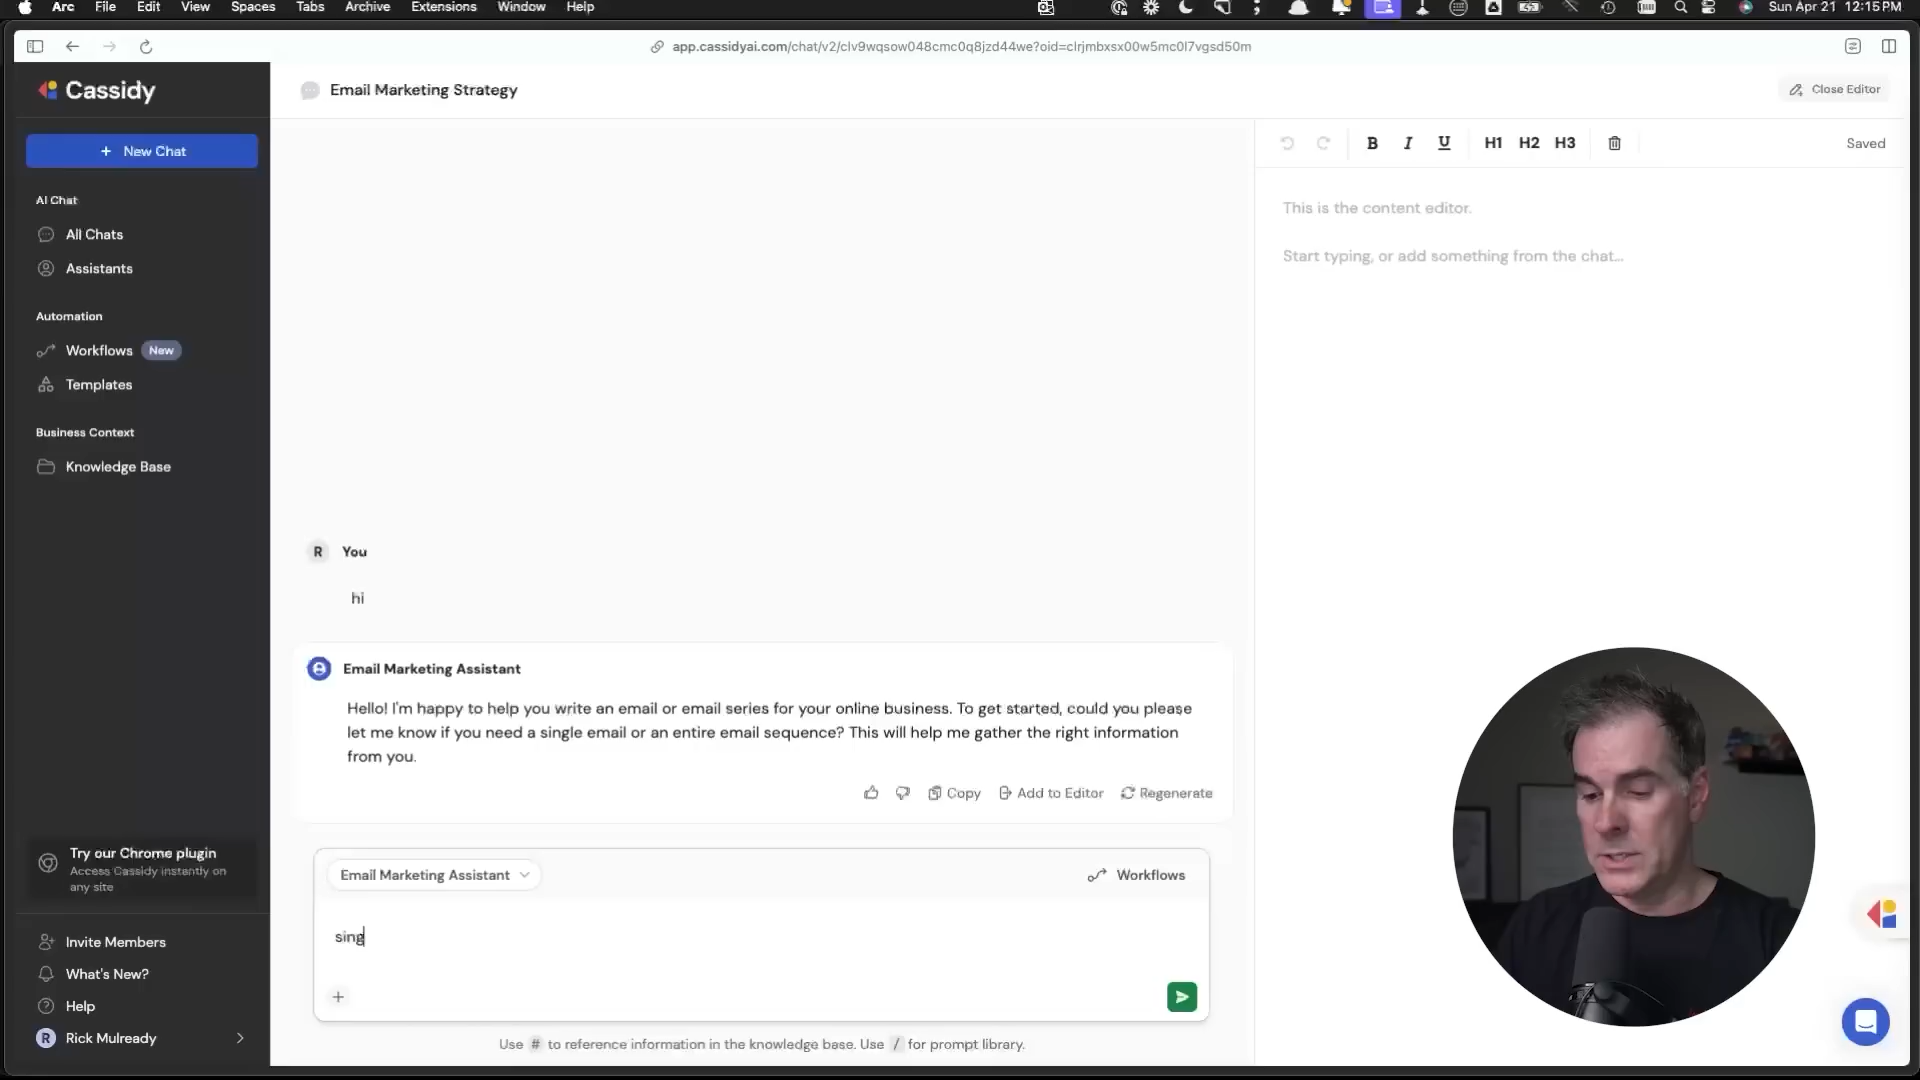 Arc File Edit View Spaces Tabs Archive Extensions Window Help
Sun Apr 21 12:15 PM
app.cassidyai.com/chat/v2/clv9wqsow048cmc0q8jzd44we?oid=clrjmbxsx00w5mc0l7vgsd50m
Cassidy
Email Marketing Strategy
Close Editor
+ New Chat
B I U H1 H2 H3
Saved
AI Chat
All Chats
Assistants
Automation
Workflows New
Templates
Business Context
Knowledge Base
This is the content editor.
Start typing, or add something from the chat...
R You
hi
Email Marketing Assistant
Hello! I'm happy to help you write an email or email series for your online business. To get started, could you please
let me know if you need a single email or an entire email sequence? This will help me gather the right information
from you.
Copy Add to Editor Regenerate
Email Marketing Assistant
Workflows
sing
Use # to reference information in the knowledge base. Use / for prompt library.
Try our Chrome plugin
Access Cassidy instantly on
any site
Invite Members
What's New?
Help
R Rick Mulready